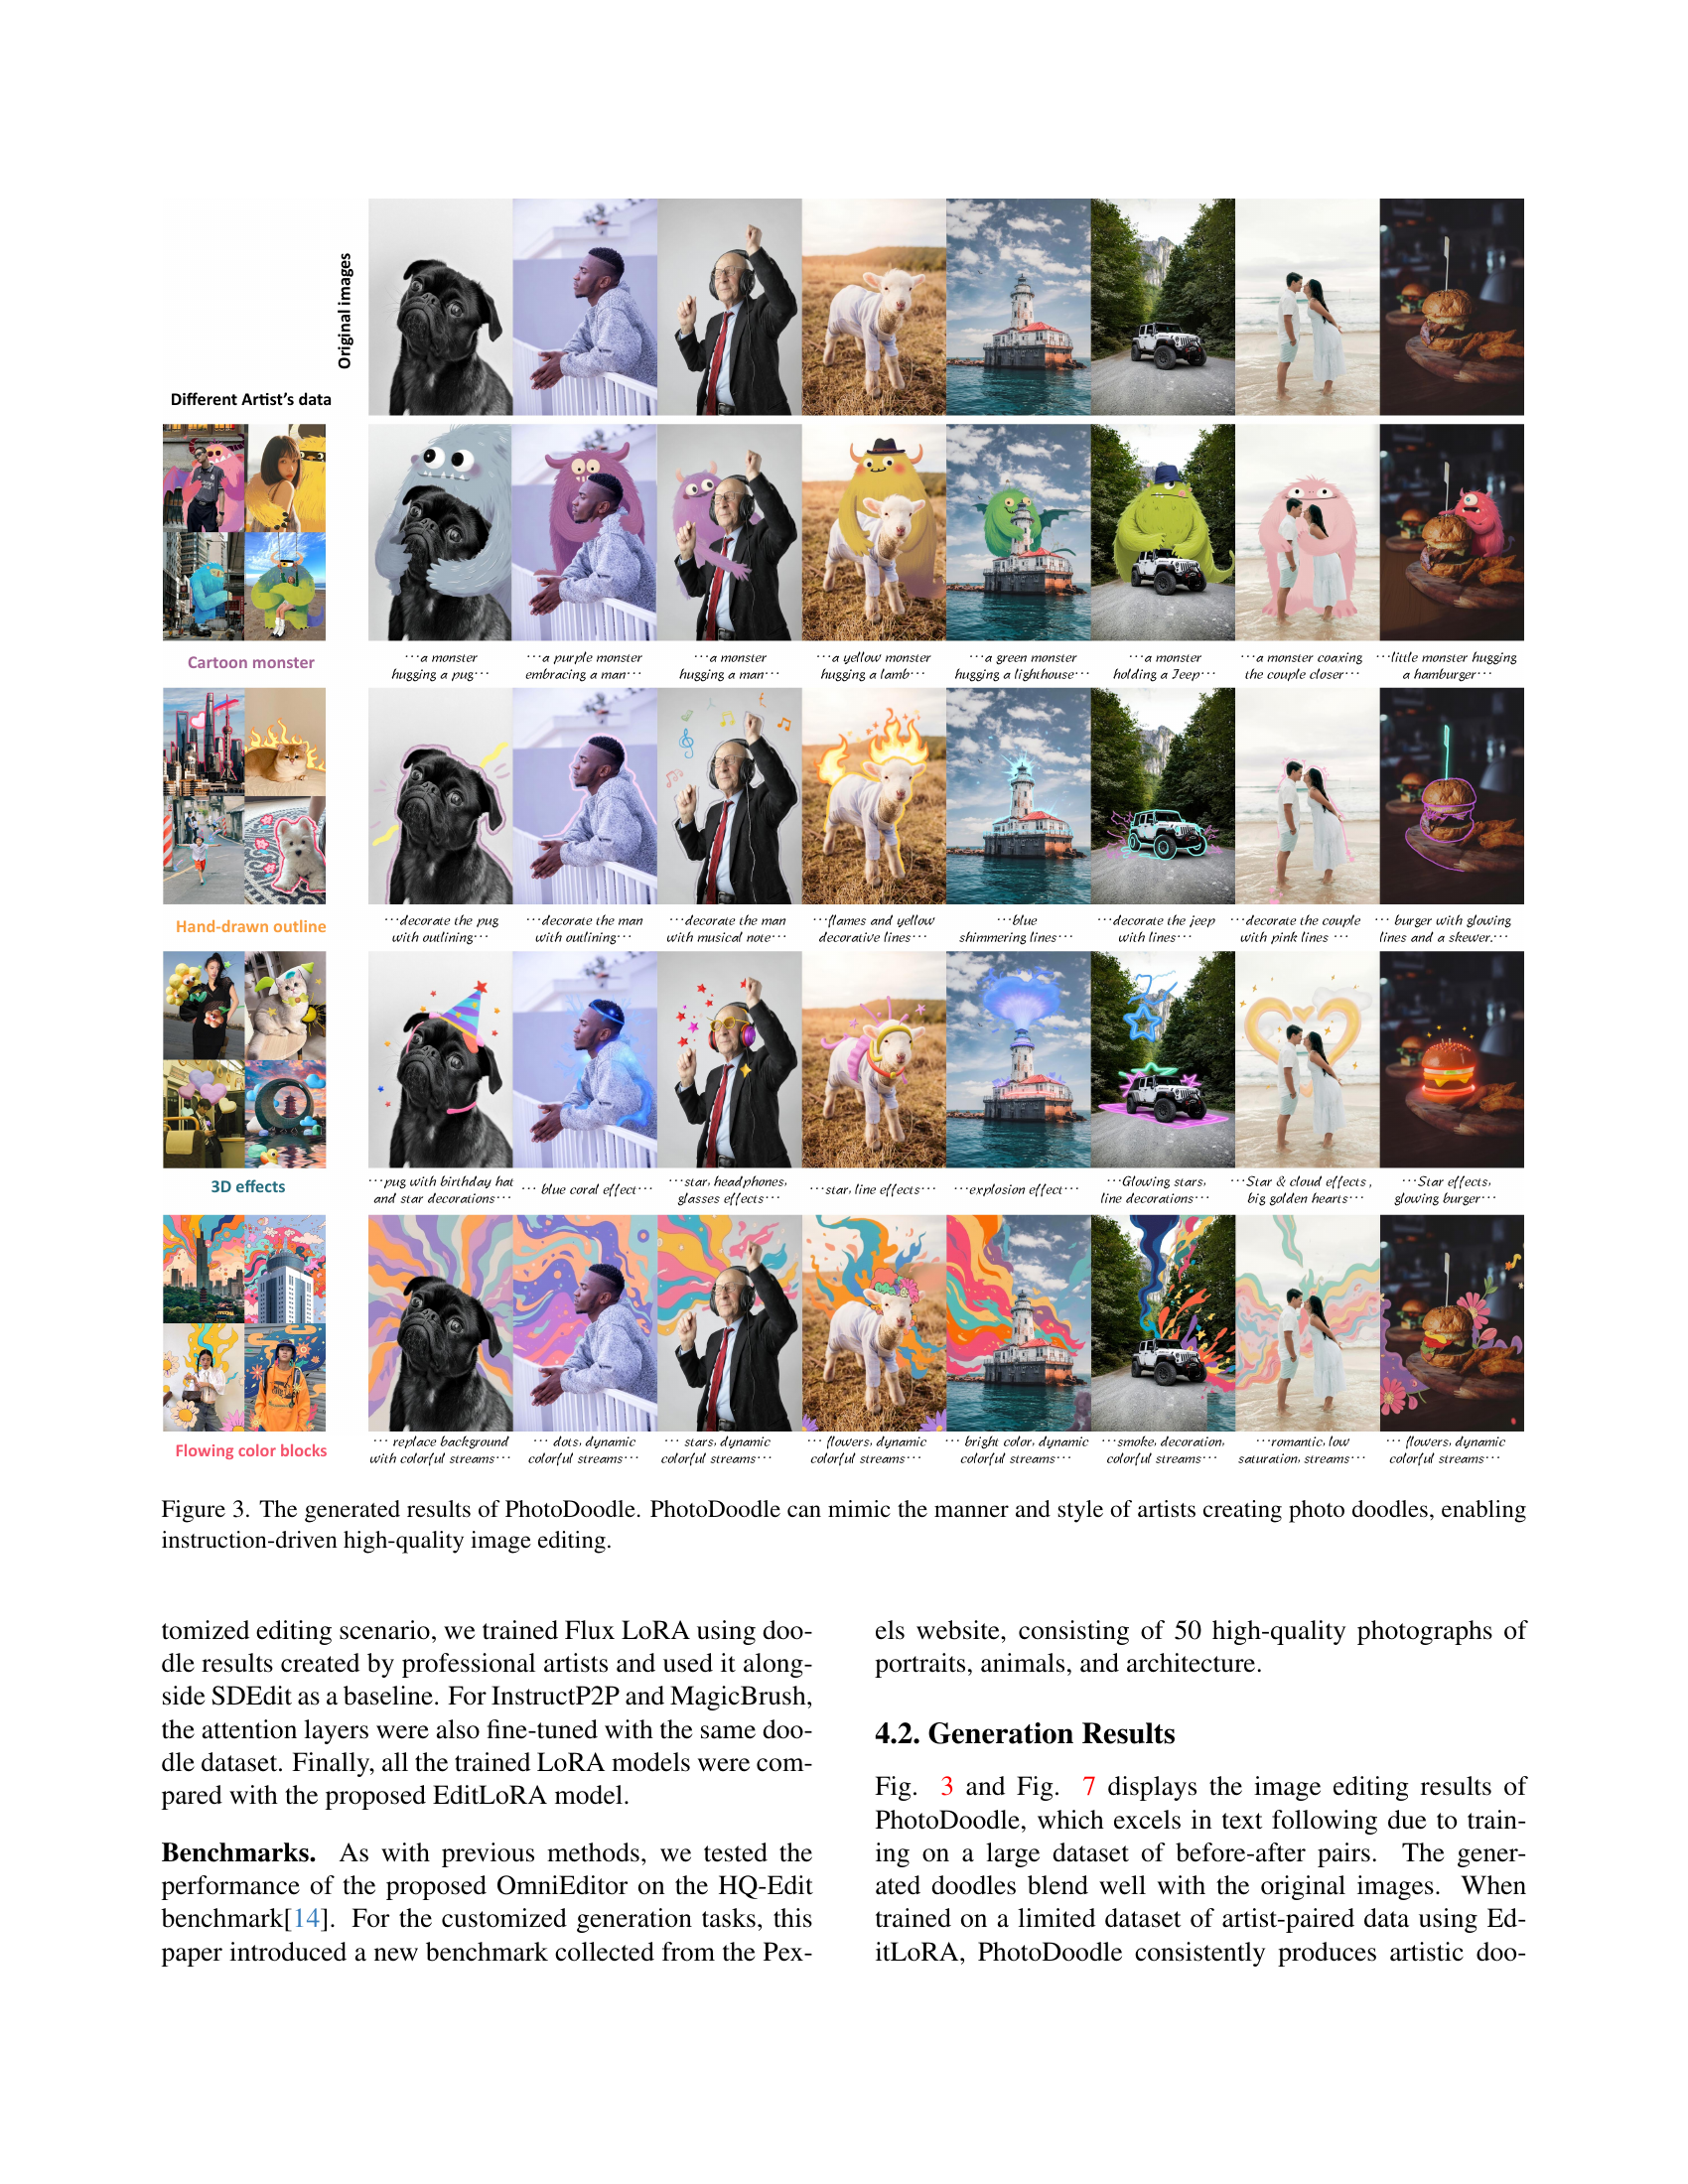 Original images
Different Artist's data
Cartoon monster
···a monster
hugging a pug···
···a purple monster
embracing a man···
···a monster
hugging a man···
···a yellow monster
hugging a lamb···
···a green monster
hugging a lighthouse···
···a monster
holding a Jeep···
···a monster coaxing
the couple closer···
···little monster hugging
a hamburger···
Hand-drawn outline
···decorate the pug
with outlining···
···decorate the man
with outlining···
···decorate the man
with musical note···
···flames and yellow
decorative lines···
···blue
shimmering lines···
···decorate the jeep
with lines···
···decorate the couple
with pink lines ···
··· burger with glowing
lines and a skewer.···
3D effects
···pug with birthday hat
and star decorations···
··· blue coral effect···
···star, headphones,
glasses effects···
···star, line effects···
···explosion effect···
···Glowing stars,
line decorations···
···Star & cloud effects ,
big golden hearts···
···Star effects,
glowing burger···
Flowing color blocks
··· replace background
with colorful streams···
··· dots, dynamic
colorful streams···
··· stars, dynamic
colorful streams···
··· flowers, dynamic
colorful streams···
··· bright color, dynamic
colorful streams···
···smoke, decoration,
colorful streams···
···romantic, low
saturation, streams···
··· flowers, dynamic
colorful streams···
Figure 3. The generated results of PhotoDoodle. PhotoDoodle can mimic the manner and style of artists creating photo doodles, enabling
instruction-driven high-quality image editing.
tomized editing scenario, we trained Flux LoRA using doo-
dle results created by professional artists and used it along-
side SDEdit as a baseline. For InstructP2P and MagicBrush,
the attention layers were also fine-tuned with the same doo-
dle dataset. Finally, all the trained LoRA models were com-
pared with the proposed EditLoRA model.
Benchmarks. As with previous methods, we tested the
performance of the proposed OmniEditor on the HQ-Edit
benchmark[14]. For the customized generation tasks, this
paper introduced a new benchmark collected from the Pex-
els website, consisting of 50 high-quality photographs of
portraits, animals, and architecture.
4.2. Generation Results
Fig. 3 and Fig. 7 displays the image editing results of
PhotoDoodle, which excels in text following due to train-
ing on a large dataset of before-after pairs. The gener-
ated doodles blend well with the original images. When
trained on a limited dataset of artist-paired data using Ed-
itLoRA, PhotoDoodle consistently produces artistic doo-